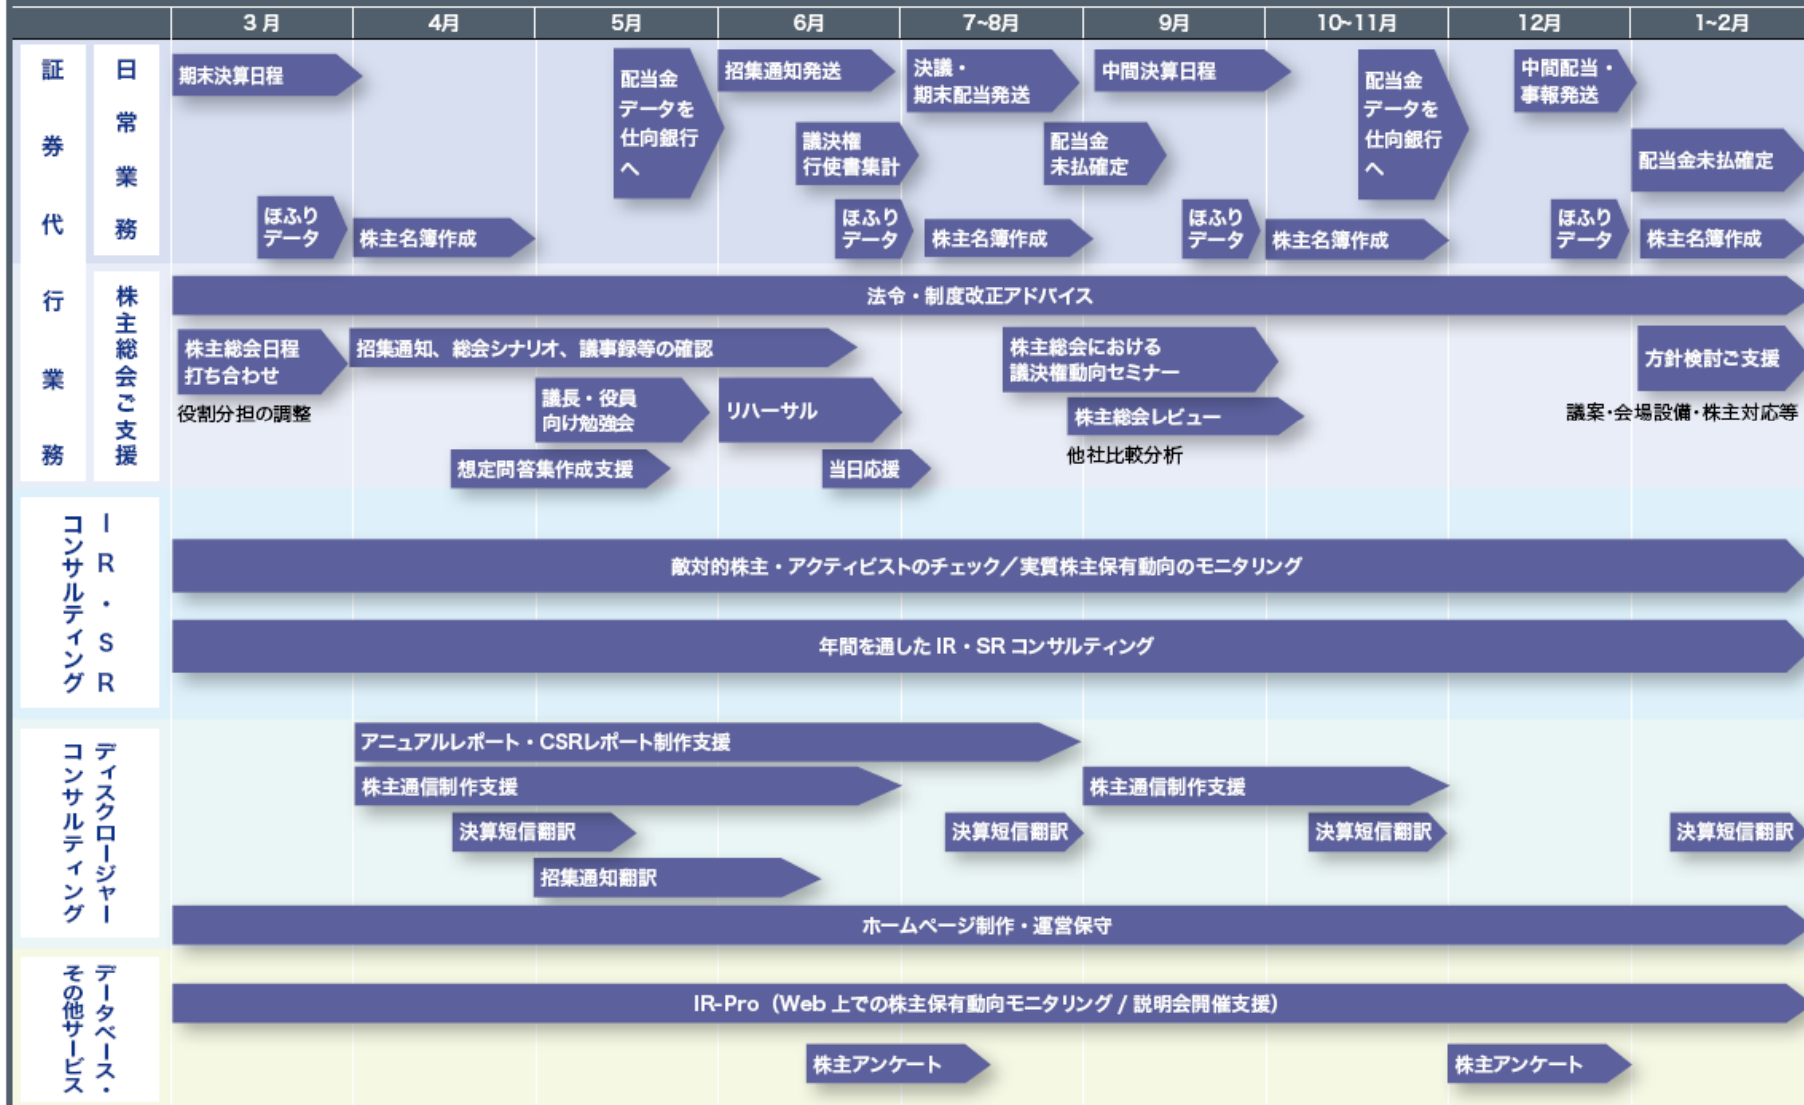 3月 4月 5月 6月 7~8月 9月 10~11月 12月 1~2月
証券代行業務
日常業務
期末決算日程
配当金
データを
仕向銀行
へ
招集通知発送
決議・
期末配当発送
中間決算日程
配当金
データを
仕向銀行
へ
中間配当・
事報発送
議決権
行使書集計
配当金
未払確定
配当金未払確定
ほふり
データ
株主名簿作成
ほふり
データ
株主名簿作成
ほふり
データ
株主名簿作成
ほふり
データ
株主名簿作成
株主総会ご支援
法令・制度改正アドバイス
株主総会日程
打ち合わせ
役割分担の調整
招集通知、総会シナリオ、議事録等の確認
株主総会における
議決権動向セミナー
方針検討ご支援
議案・会場設備・株主対応等
議長・役員
向け勉強会
リハーサル
株主総会レビュー
他社比較分析
想定問答集作成支援
当日応援
IR・SR
コンサルティング
敵対的株主・アクティビストのチェック／実質株主保有動向のモニタリング
年間を通した IR・SR コンサルティング
ディスクロージャー
コンサルティング
アニュアルレポート・CSRレポート制作支援
株主通信制作支援
株主通信制作支援
決算短信翻訳
決算短信翻訳
決算短信翻訳
決算短信翻訳
招集通知翻訳
ホームページ制作・運営保守
データベース・
その他サービス
IR-Pro（Web 上での株主保有動向モニタリング / 説明会開催支援）
株主アンケート
株主アンケート